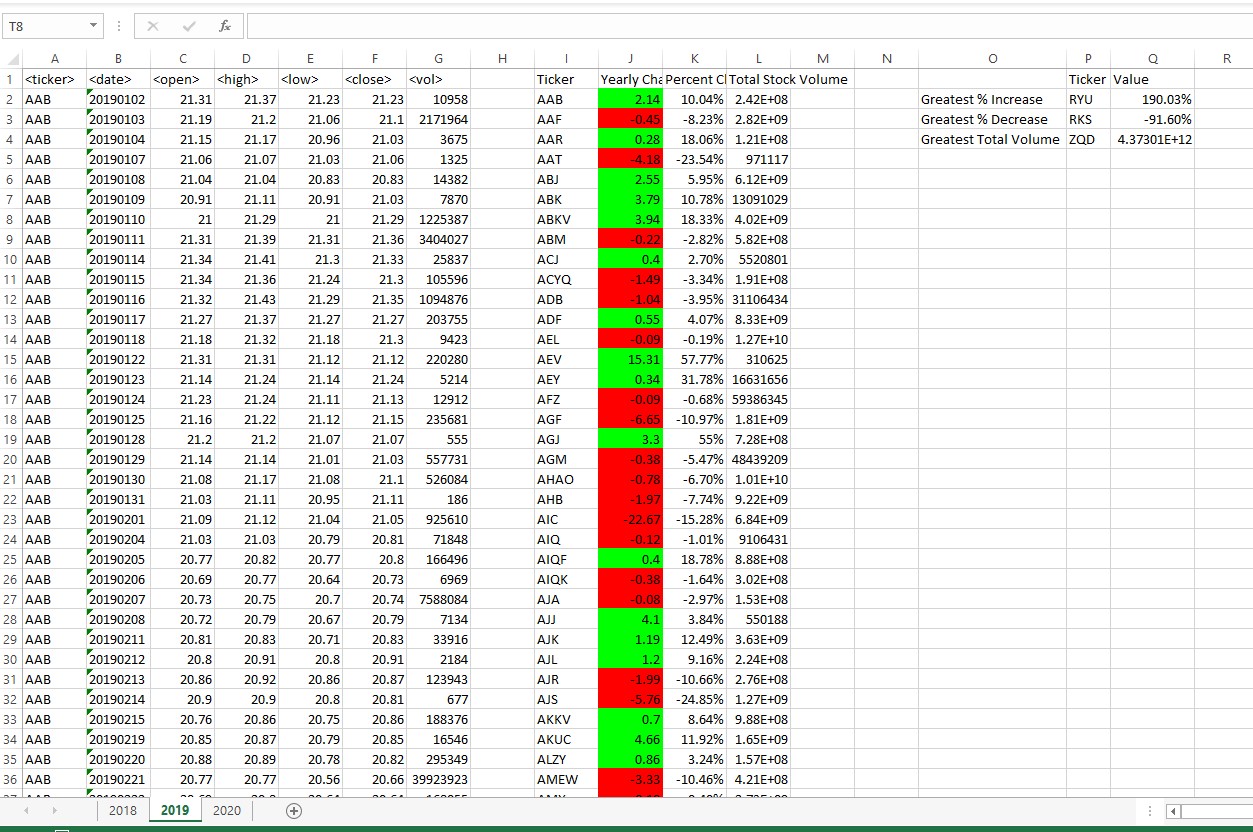 T8 fx
A B C D E F G H I J K L M N O P Q R
1 <ticker> <date> <open> <high> <low> <close> <vol> Ticker Yearly Cha Percent Cl Total Stock Volume Ticker Value
2 AAB 20190102 21.31 21.37 21.23 21.23 10958 AAB 2.14 10.04% 2.42E+08 Greatest % Increase RYU 190.03%
3 AAB 20190103 21.19 21.2 21.06 21.1 2171964 AAF -0.45 -8.23% 2.82E+09 Greatest % Decrease RKS -91.60%
4 AAB 20190104 21.15 21.17 20.96 21.03 3675 AAR 0.28 18.06% 1.21E+08 Greatest Total Volume ZQD 4.37301E+12
5 AAB 20190107 21.06 21.07 21.03 21.06 1325 AAT -4.18 -23.54% 971117
6 AAB 20190108 21.04 21.04 20.83 20.83 14382 ABJ 2.55 5.95% 6.12E+09
7 AAB 20190109 20.91 21.11 20.91 21.03 7870 ABK 3.79 10.78% 13091029
8 AAB 20190110 21 21.29 21 21.29 1225387 ABKV 3.94 18.33% 4.02E+09
9 AAB 20190111 21.31 21.39 21.31 21.36 3404027 ABM -0.22 -2.82% 5.82E+08
10 AAB 20190114 21.34 21.41 21.3 21.33 25837 ACJ 0.4 2.70% 5520801
11 AAB 20190115 21.34 21.36 21.24 21.3 105596 ACYQ -1.49 -3.34% 1.91E+08
12 AAB 20190116 21.32 21.43 21.29 21.35 1094876 ADB -1.04 -3.95% 31106434
13 AAB 20190117 21.27 21.37 21.27 21.27 203755 ADF 0.55 4.07% 8.33E+09
14 AAB 20190118 21.18 21.32 21.18 21.3 9423 AEL -0.09 -0.19% 1.27E+10
15 AAB 20190122 21.31 21.31 21.12 21.12 220280 AEV 15.31 57.77% 310625
16 AAB 20190123 21.14 21.24 21.14 21.24 5214 AEY 0.34 31.78% 16631656
17 AAB 20190124 21.23 21.24 21.11 21.13 12912 AFZ -0.09 -0.68% 59386345
18 AAB 20190125 21.16 21.22 21.12 21.15 235681 AGF -6.65 -10.97% 1.81E+09
19 AAB 20190128 21.2 21.2 21.07 21.07 555 AGJ 3.3 55% 7.28E+08
20 AAB 20190129 21.14 21.14 21.01 21.03 557731 AGM -0.38 -5.47% 48439209
21 AAB 20190130 21.08 21.17 21.08 21.1 526084 AHAO -0.78 -6.70% 1.01E+10
22 AAB 20190131 21.03 21.11 20.95 21.11 186 AHB -1.97 -7.74% 9.22E+09
23 AAB 20190201 21.09 21.12 21.04 21.05 925610 AIC -22.67 -15.28% 6.84E+09
24 AAB 20190204 21.03 21.03 20.79 20.81 71848 AIQ -0.12 -1.01% 9106431
25 AAB 20190205 20.77 20.82 20.77 20.8 166496 AIQF 0.4 18.78% 8.88E+08
26 AAB 20190206 20.69 20.77 20.64 20.73 6969 AIQK -0.38 -1.64% 3.02E+08
27 AAB 20190207 20.73 20.75 20.7 20.74 7588084 AJA -0.08 -2.97% 1.53E+08
28 AAB 20190208 20.72 20.79 20.67 20.79 7134 AJJ 4.1 3.84% 550188
29 AAB 20190211 20.81 20.83 20.71 20.83 33916 AJK 1.19 12.49% 3.63E+09
30 AAB 20190212 20.8 20.91 20.8 20.91 2184 AJL 1.2 9.16% 2.24E+08
31 AAB 20190213 20.86 20.92 20.86 20.87 123943 AJR -1.99 -10.66% 2.76E+08
32 AAB 20190214 20.9 20.9 20.8 20.81 677 AJS -5.76 -24.85% 1.27E+09
33 AAB 20190215 20.76 20.86 20.75 20.86 188376 AKKV 0.7 8.64% 9.88E+08
34 AAB 20190219 20.85 20.87 20.79 20.85 16546 AKUC 4.66 11.92% 1.65E+09
35 AAB 20190220 20.88 20.89 20.78 20.82 295349 ALZY 0.86 3.24% 1.57E+08
36 AAB 20190221 20.77 20.77 20.56 20.66 39923923 AMEW -3.33 -10.46% 4.21E+08
2018 2019 2020